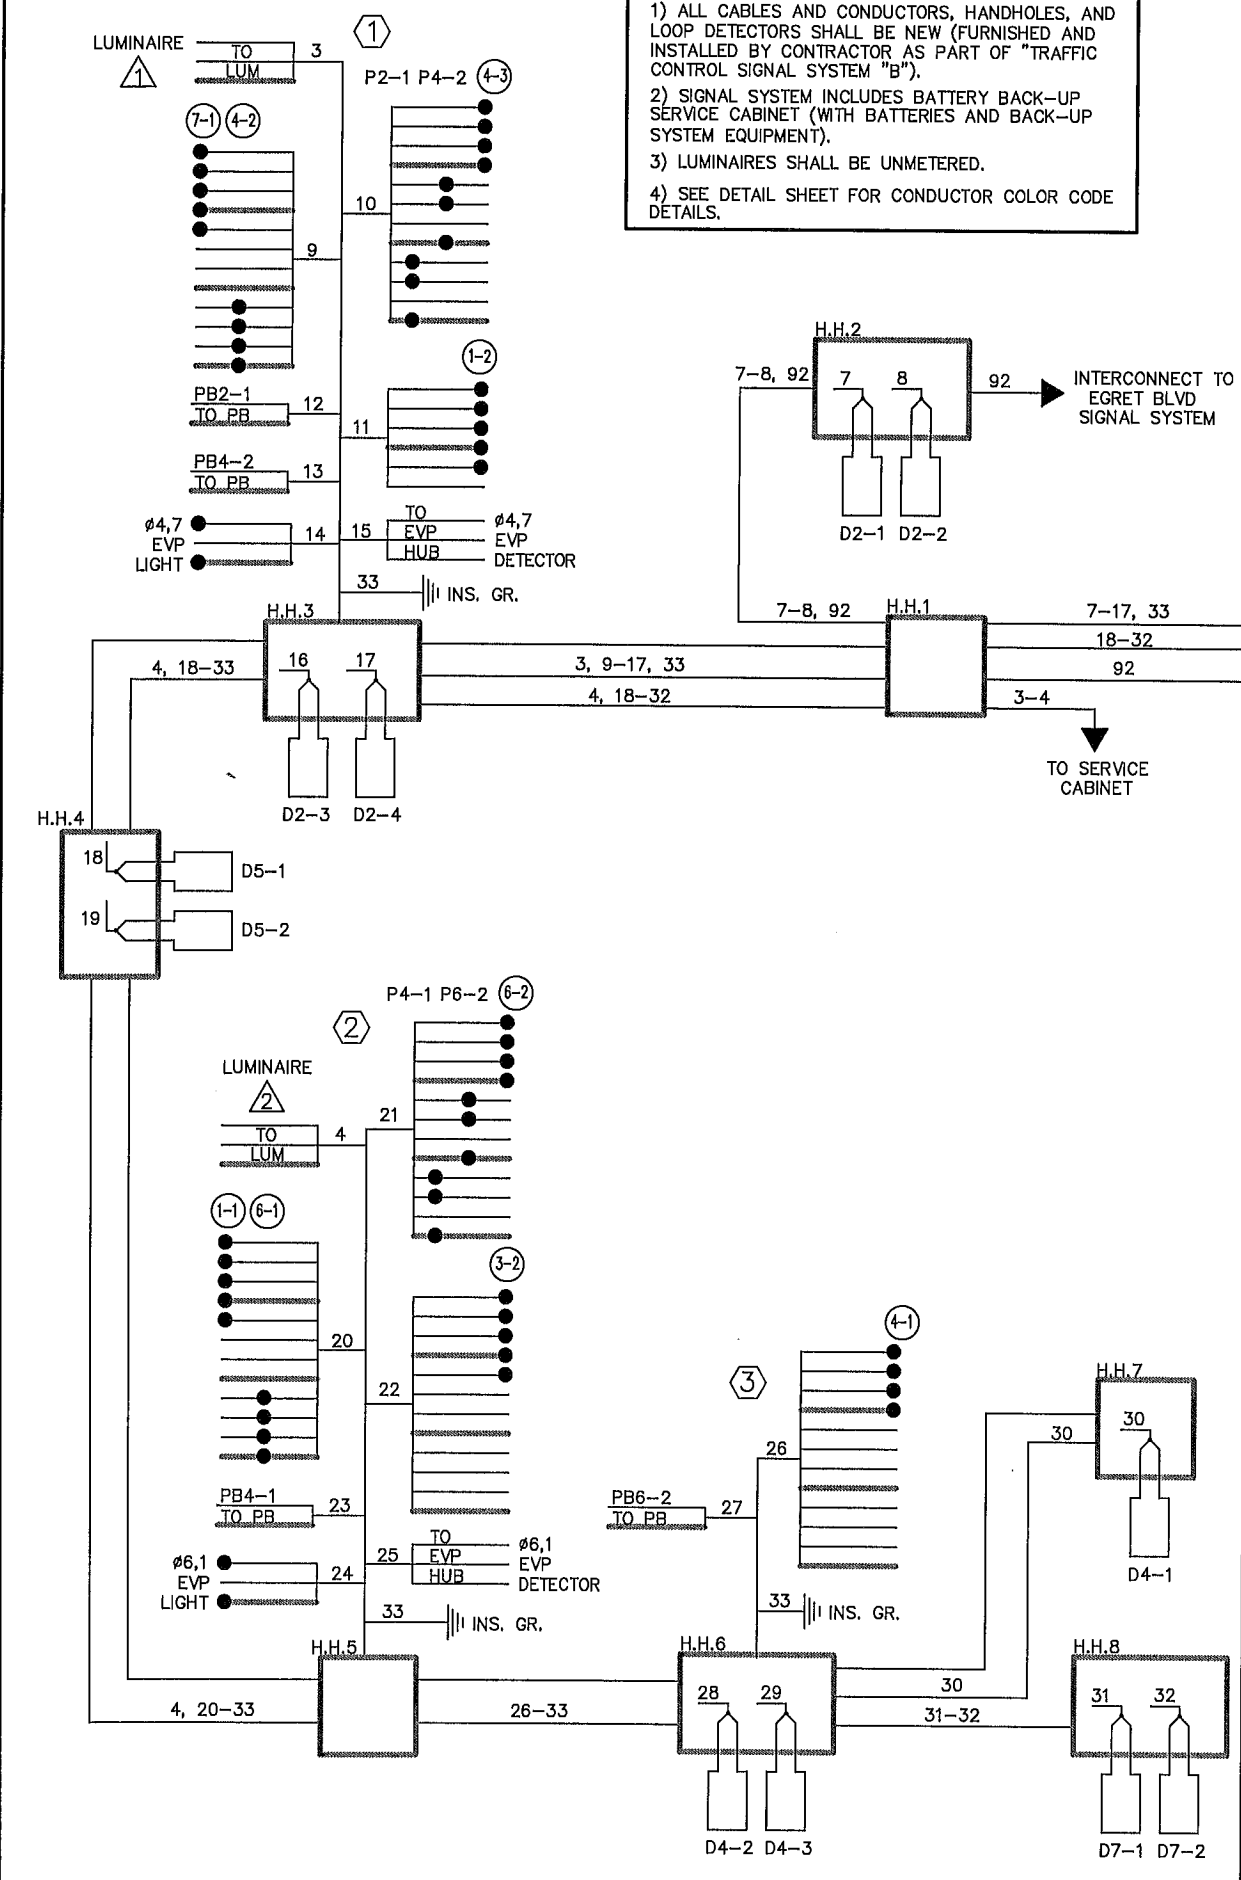 1) ALL CABLES AND CONDUCTORS, HANDHOLES, AND
LOOP DETECTORS SHALL BE NEW (FURNISHED AND
INSTALLED BY CONTRACTOR AS PART OF "TRAFFIC
CONTROL SIGNAL SYSTEM "B").
2) SIGNAL SYSTEM INCLUDES BATTERY BACK-UP
SERVICE CABINET (WITH BATTERIES AND BACK-UP
SYSTEM EQUIPMENT).
3) LUMINAIRES SHALL BE UNMETERED.
4) SEE DETAIL SHEET FOR CONDUCTOR COLOR CODE
DETAILS.
1
LUMINAIRE
1
TO
LUM
3
P2-1 P4-2 4-3
7-1 4-2
10
9
1-2
PB2-1
TO PB
12
11
PB4-2
TO PB
13
ø4,7
EVP
LIGHT
14
15
TO
EVP
HUB
ø4,7
EVP
DETECTOR
33
INS. GR.
H.H.2
7-8, 92
7
8
92
INTERCONNECT TO
EGRET BLVD
SIGNAL SYSTEM
D2-1 D2-2
H.H.3
16
17
D2-3 D2-4
4, 18-33
3, 9-17, 33
4, 18-32
7-8, 92
H.H.1
7-17, 33
18-32
92
3-4
TO SERVICE
CABINET
H.H.4
18
D5-1
19
D5-2
2
P4-1 P6-2 6-2
LUMINAIRE
2
TO
LUM
4
21
1-1 6-1
3-2
20
22
PB4-1
TO PB
23
ø6,1
EVP
LIGHT
24
25
TO
EVP
HUB
ø6,1
EVP
DETECTOR
33
INS. GR.
H.H.5
4, 20-33
26-33
3
4-1
26
PB6-2
TO PB
27
33
INS. GR.
H.H.6
28
29
D4-2 D4-3
30
31-32
30
H.H.7
30
D4-1
H.H.8
31
32
D7-1 D7-2